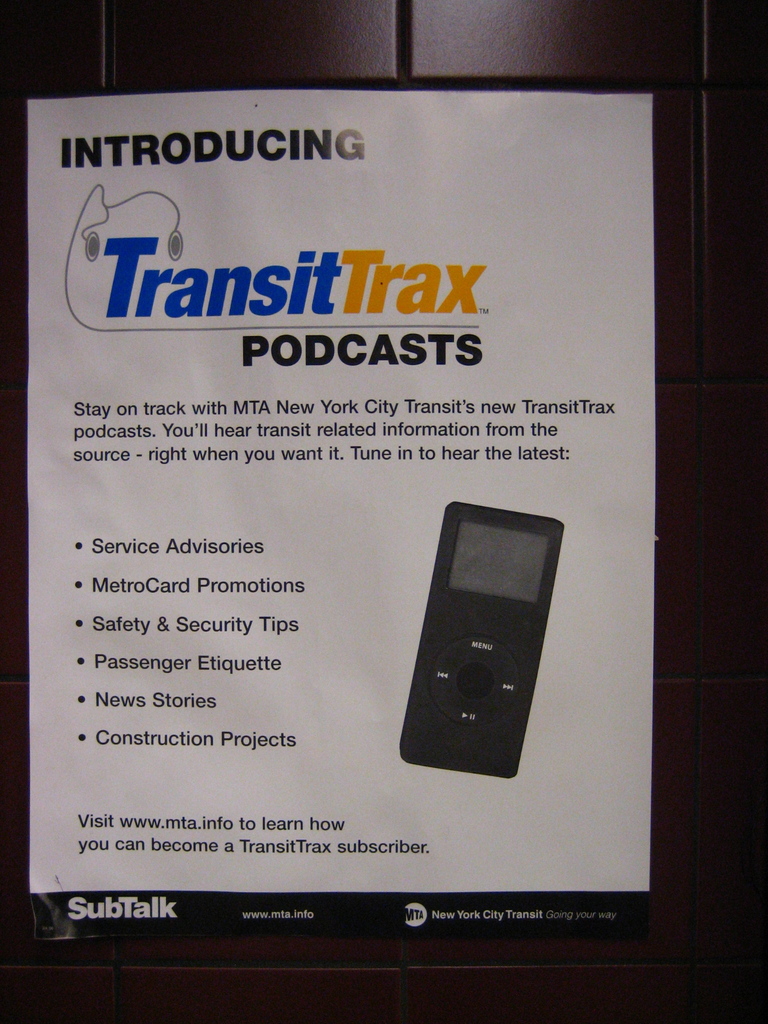 INTRODUCING
TransitTrax™
PODCASTS
Stay on track with MTA New York City Transit's new TransitTrax
podcasts. You'll hear transit related information from the
source - right when you want it. Tune in to hear the latest:
• Service Advisories
• MetroCard Promotions
• Safety & Security Tips
• Passenger Etiquette
• News Stories
• Construction Projects
MENU
Visit www.mta.info to learn how
you can become a TransitTrax subscriber.
SubTalk www.mta.info MTA New York City Transit Going your way